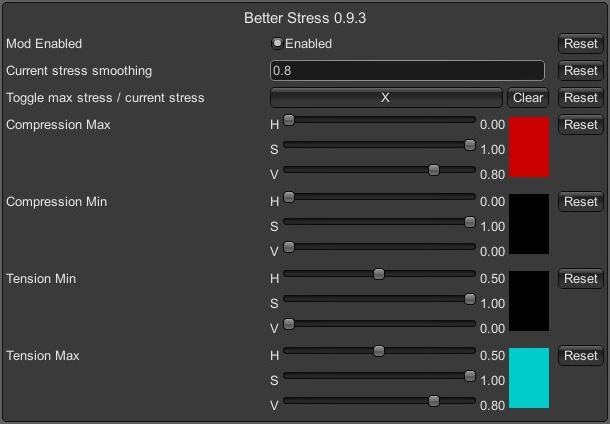 Better Stress 0.9.3
Mod Enabled Enabled Reset
Current stress smoothing 0.8 Reset
Toggle max stress / current stress X Clear Reset
Compression Max H 0.00 Reset
S 1.00
V 0.80
Compression Min H 0.00 Reset
S 1.00
V 0.00
Tension Min H 0.50 Reset
S 1.00
V 0.00
Tension Max H 0.50 Reset
S 1.00
V 0.80